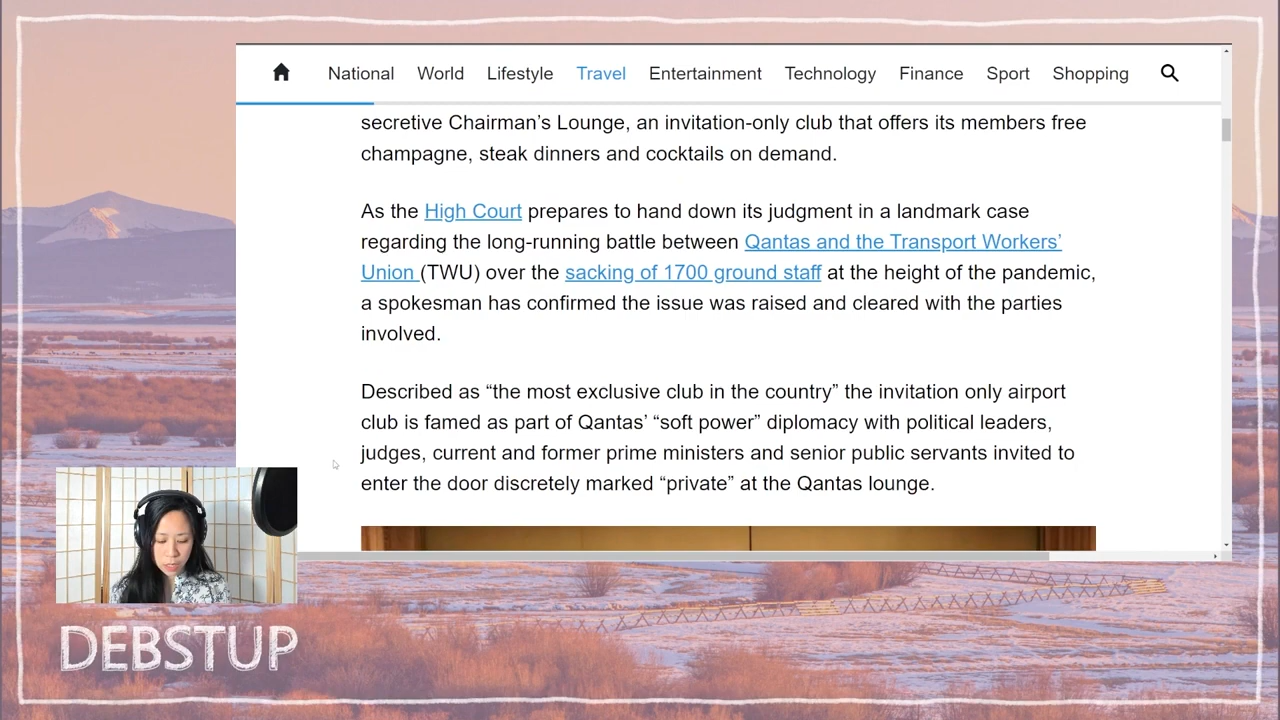 National World Lifestyle Travel Entertainment Technology Finance Sport Shopping
secretive Chairman’s Lounge, an invitation-only club that offers its members free
champagne, steak dinners and cocktails on demand.
As the High Court prepares to hand down its judgment in a landmark case
regarding the long-running battle between Qantas and the Transport Workers’
Union (TWU) over the sacking of 1700 ground staff at the height of the pandemic,
a spokesman has confirmed the issue was raised and cleared with the parties
involved.
Described as “the most exclusive club in the country” the invitation only airport
club is famed as part of Qantas’ “soft power” diplomacy with political leaders,
judges, current and former prime ministers and senior public servants invited to
enter the door discretely marked “private” at the Qantas lounge.
DEBSTUP